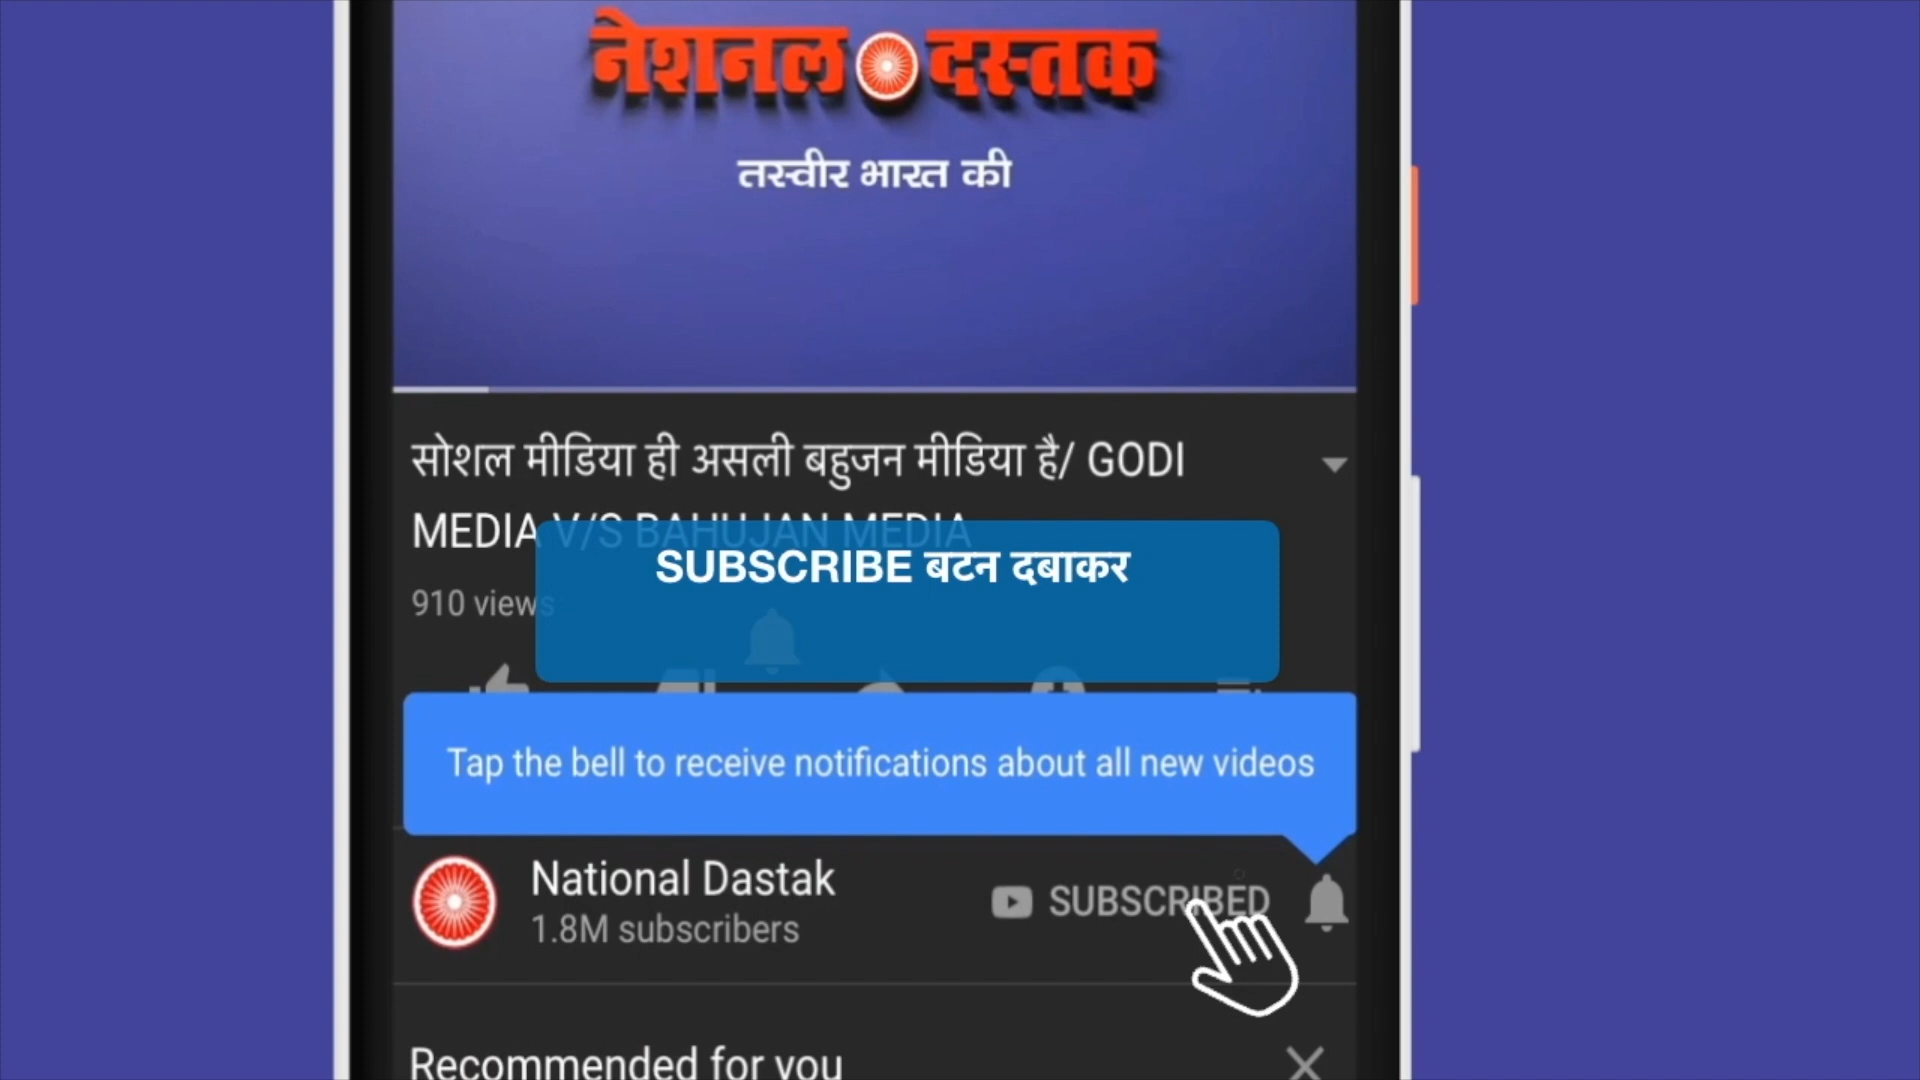 नेशनल दस्तक
तस्वीर भारत की
सोशल मीडिया ही असली बहुजन मीडिया है/ GODI
MEDIA V/S BAHUJAN MEDIA
SUBSCRIBE बटन दबाकर
910 views
Tap the bell to receive notifications about all new videos
National Dastak
SUBSCRIBED
1.8M subscribers
Recommended for you